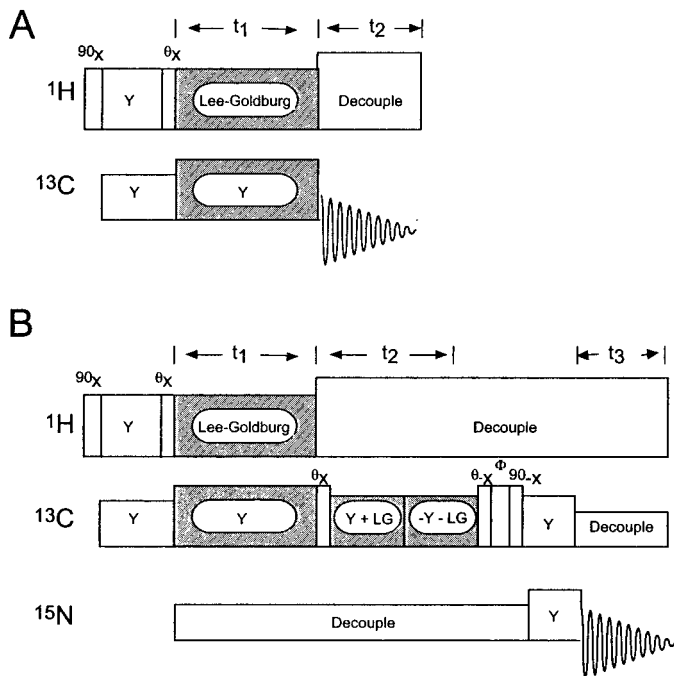 A
t1 t2
90X θX
1H Y Lee-Goldburg Decouple
13C Y Y
B
t1 t2 t3
90X θX
1H Y Lee-Goldburg Decouple
θX θ-X Φ 90-X
13C Y Y Y + LG -Y - LG Y Decouple
15N Decouple Y